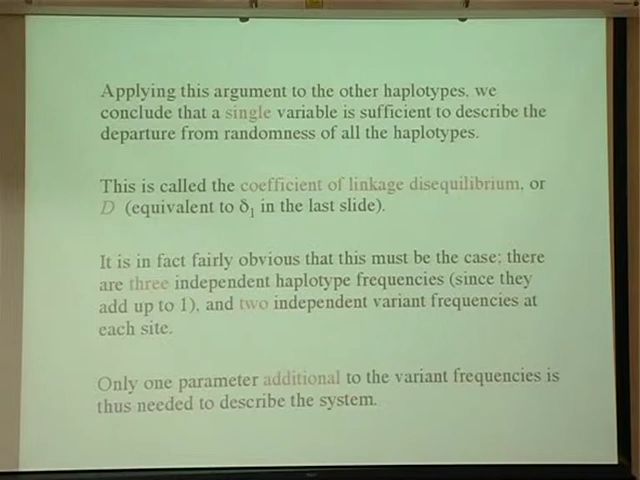 Applying this argument to the other haplotypes, we
conclude that a single variable is sufficient to describe the
departure from randomness of all the haplotypes.
This is called the coefficient of linkage disequilibrium, or
D (equivalent to δ₁ in the last slide).
It is in fact fairly obvious that this must be the case; there
are three independent haplotype frequencies (since they
add up to 1), and two independent variant frequencies at
each site.
Only one parameter additional to the variant frequencies is
thus needed to describe the system.